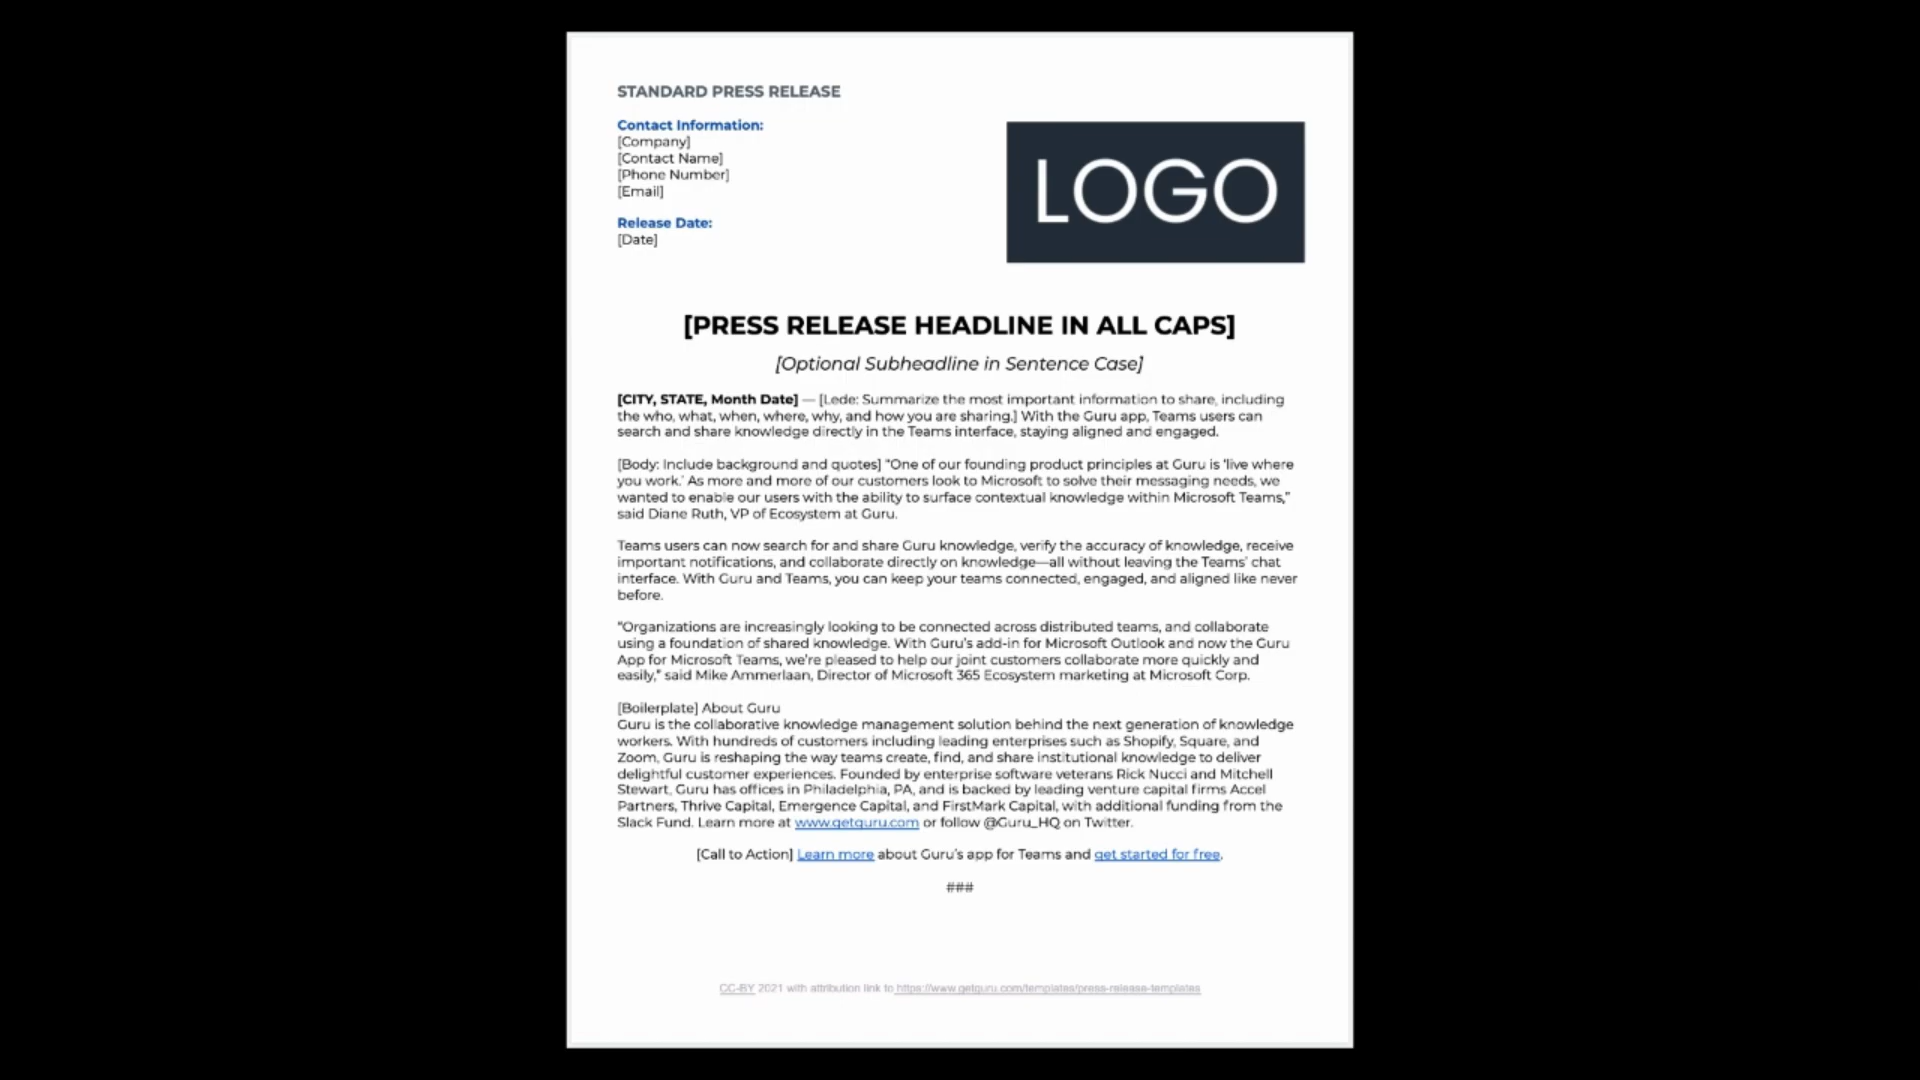 STANDARD PRESS RELEASE
Contact Information:
[Company]
[Contact Name]
[Phone Number]
[Email]
Release Date:
[Date]
LOGO
[PRESS RELEASE HEADLINE IN ALL CAPS]
[Optional Subheadline in Sentence Case]
[CITY, STATE, Month Date] — [Lede: Summarize the most important information to share, including
the who, what, when, where, why, and how you are sharing.] With the Guru app, Teams users can
search and share knowledge directly in the Teams interface, staying aligned and engaged.
[Body: Include background and quotes] “One of our founding product principles at Guru is ‘live where
you work.’ As more and more of our customers look to Microsoft to solve their messaging needs, we
wanted to enable our users with the ability to surface contextual knowledge within Microsoft Teams,”
said Diane Ruth, VP of Ecosystem at Guru.
Teams users can now search for and share Guru knowledge, verify the accuracy of knowledge, receive
important notifications, and collaborate directly on knowledge—all without leaving the Teams’ chat
interface. With Guru and Teams, you can keep your teams connected, engaged, and aligned like never
before.
“Organizations are increasingly looking to be connected across distributed teams, and collaborate
using a foundation of shared knowledge. With Guru’s add-in for Microsoft Outlook and now the Guru
App for Microsoft Teams, we’re pleased to help our joint customers collaborate more quickly and
easily,” said Mike Ammerlaan, Director of Microsoft 365 Ecosystem marketing at Microsoft Corp.
[Boilerplate] About Guru
Guru is the collaborative knowledge management solution behind the next generation of knowledge
workers. With hundreds of customers including leading enterprises such as Shopify, Square, and
Zoom, Guru is reshaping the way teams create, find, and share institutional knowledge to deliver
delightful customer experiences. Founded by enterprise software veterans Rick Nucci and Mitchell
Stewart, Guru has offices in Philadelphia, PA, and is backed by leading venture capital firms Accel
Partners, Thrive Capital, Emergence Capital, and FirstMark Capital, with additional funding from the
Slack Fund. Learn more at www.getguru.com or follow @Guru_HQ on Twitter.
[Call to Action] Learn more about Guru’s app for Teams and get started for free.
###
CC-BY 2021 with attribution link to https://www.getguru.com/templates/press-release-templates